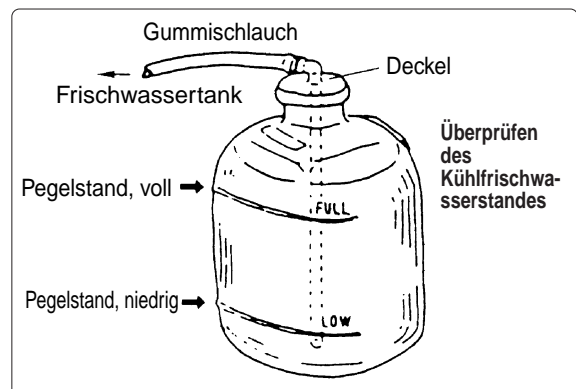 Gummischlauch
Deckel
Frischwassertank
Überprüfen
des
Kühlfrischwa-
sserstandes
Pegelstand, voll
FULL
Pegelstand, niedrig
LOW